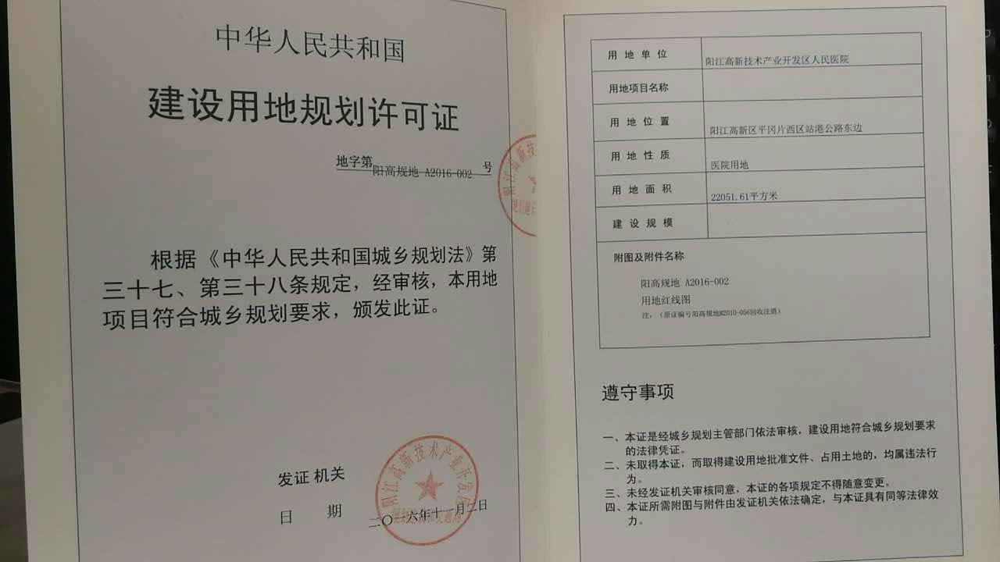 中华人民共和国
建设用地规划许可证
地字第阳高规地 A2016-002 号
根据《中华人民共和国城乡规划法》第
三十七、第三十八条规定，经审核，本用地
项目符合城乡规划要求，颁发此证。
发证机关
阳江高新技术产业开发区
日 期 二〇一六年十一月二日
用地单位 阳江高新技术产业开发区人民医院
用地项目名称
用地位置 阳江高新区平冈片西区站港公路东边
用地性质 医院用地
用地面积 22051.61平方米
建设规模
附图及附件名称
阳高规地 A2016-002
用地红线图
注：（原证编号阳高规地M2010-056回收注销）
遵守事项
一、本证是经城乡规划主管部门依法审核，建设用地符合城乡规划要求
的法律凭证。
二、未取得本证，而取得建设用地批准文件、占用土地的，均属违法行
为。
三、未经发证机关审核同意，本证的各项规定不得随意变更。
四、本证所需附图与附件由发证机关依法确定，与本证具有同等法律效
力。